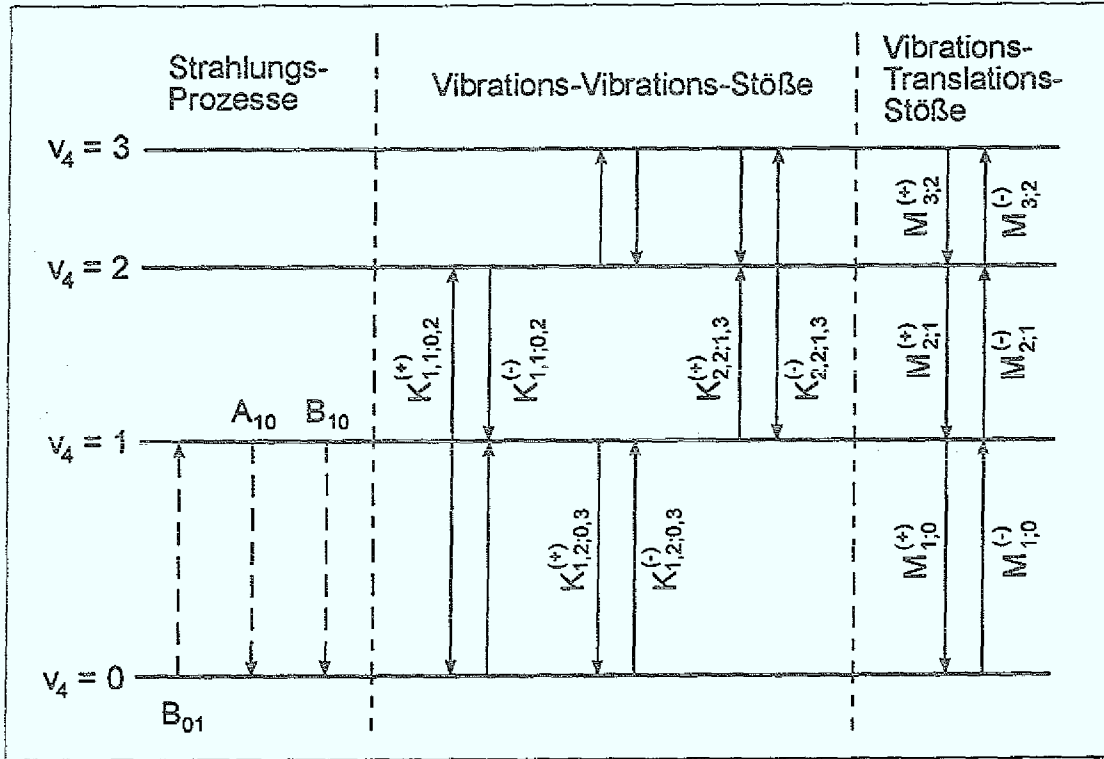 Strahlungs-
Prozesse
Vibrations-Vibrations-Stöße
Vibrations-
Translations-
Stöße
v₄ = 3
v₄ = 2
v₄ = 1
v₄ = 0
A₁₀
B₁₀
B₀₁
K⁽⁺⁾₁,₁;₀,₂
K⁽⁻⁾₁,₁;₀,₂
K⁽⁺⁾₁,₂;₀,₃
K⁽⁻⁾₁,₂;₀,₃
K⁽⁺⁾₂,₂;₁,₃
K⁽⁻⁾₂,₂;₁,₃
M⁽⁺⁾₃;₂
M⁽⁻⁾₃;₂
M⁽⁺⁾₂;₁
M⁽⁻⁾₂;₁
M⁽⁺⁾₁;₀
M⁽⁻⁾₁;₀